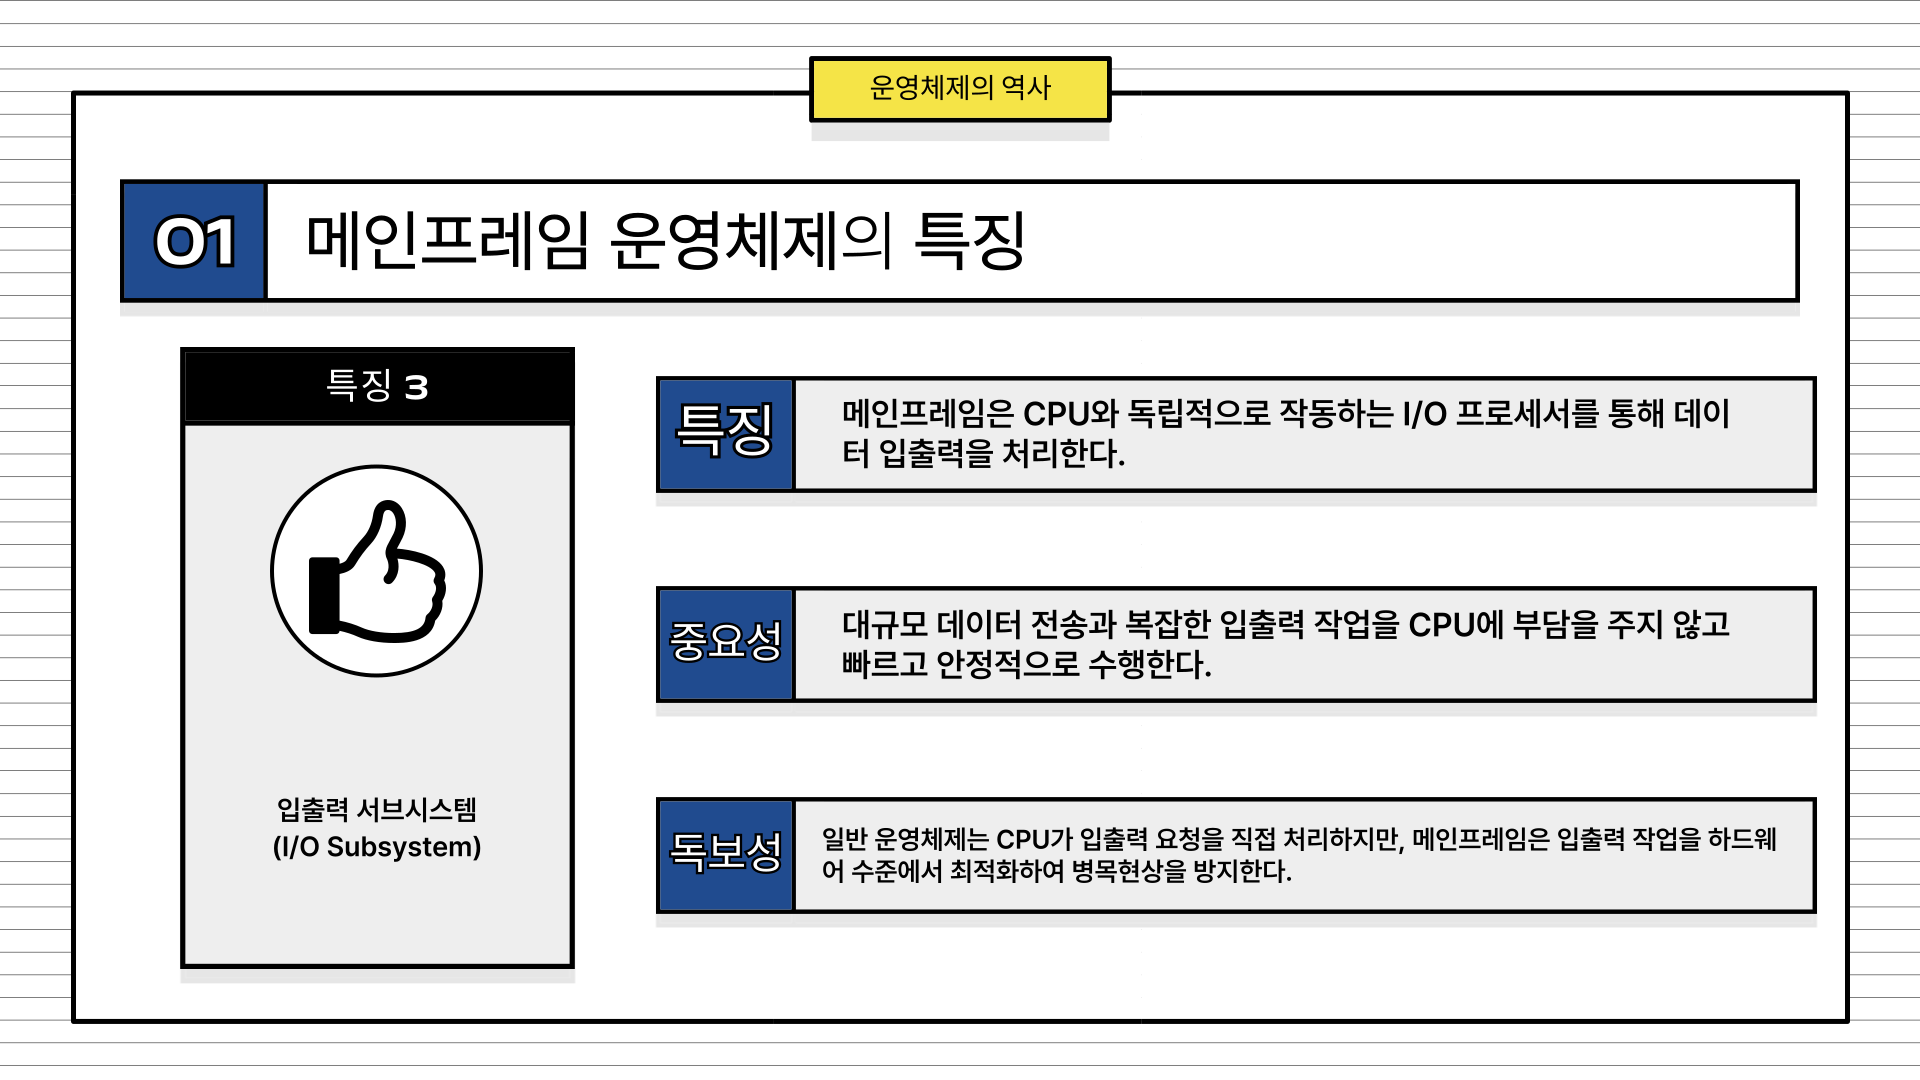 운영체제의 역사
01
메인프레임 운영체제의 특징
특징 3
입출력 서브시스템
(I/O Subsystem)
특징
메인프레임은 CPU와 독립적으로 작동하는 I/O 프로세서를 통해 데이
터 입출력을 처리한다.
중요성
대규모 데이터 전송과 복잡한 입출력 작업을 CPU에 부담을 주지 않고
빠르고 안정적으로 수행한다.
독보성
일반 운영체제는 CPU가 입출력 요청을 직접 처리하지만, 메인프레임은 입출력 작업을 하드웨
어 수준에서 최적화하여 병목현상을 방지한다.